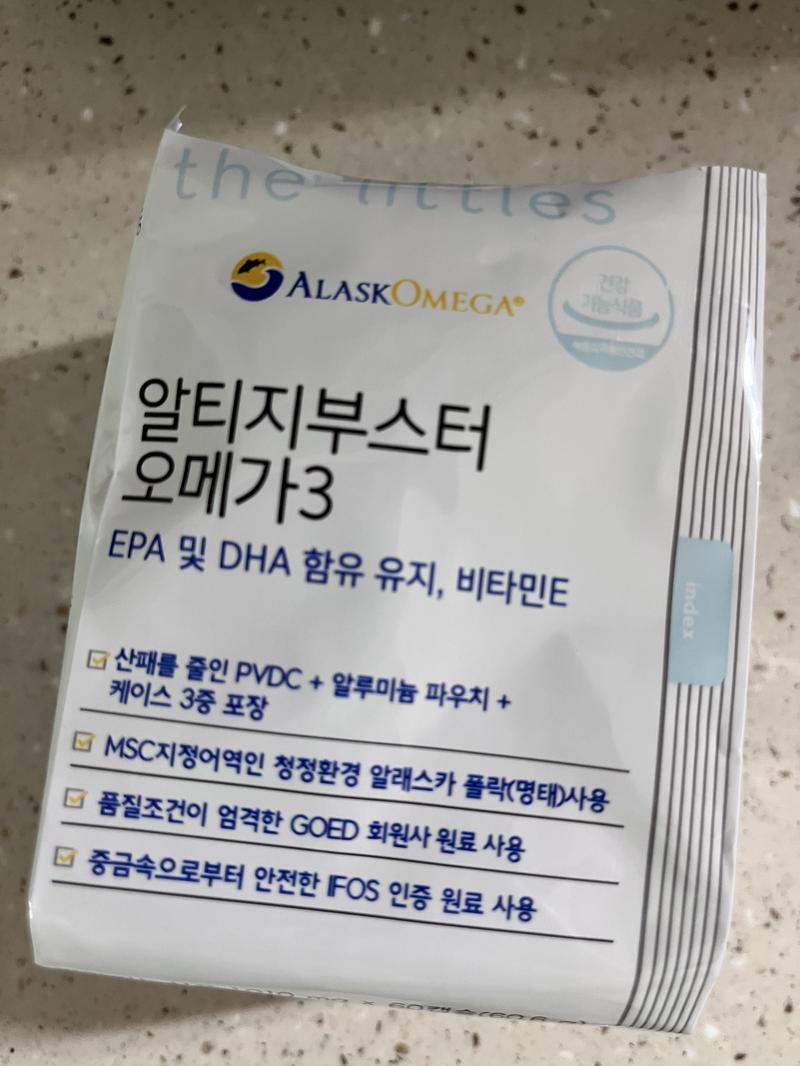 the littles
ALASKOMEGA®
건강
기능식품
알티지부스터
오메가3
EPA 및 DHA 함유 유지, 비타민E
산패를 줄인 PVDC + 알루미늄 파우치 +
케이스 3중 포장
MSC지정어역인 청정환경 알래스카 폴락(명태)사용
품질조건이 엄격한 GOED 회원사 원료 사용
중금속으로부터 안전한 IFOS 인증 원료 사용
index